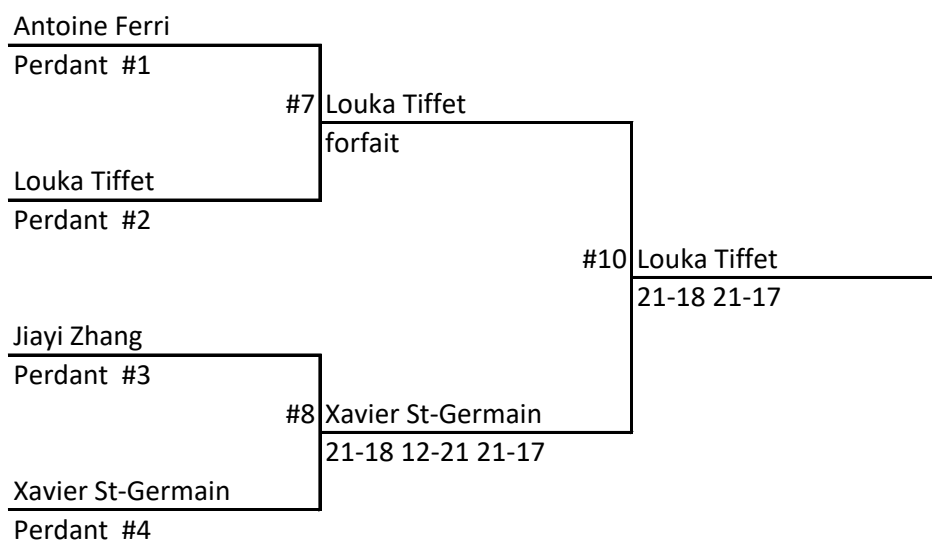 Antoine Ferri
Perdant #1
#7 Louka Tiffet
forfait
Louka Tiffet
Perdant #2
#10 Louka Tiffet
21-18 21-17
Jiayi Zhang
Perdant #3
#8 Xavier St-Germain
21-18 12-21 21-17
Xavier St-Germain
Perdant #4